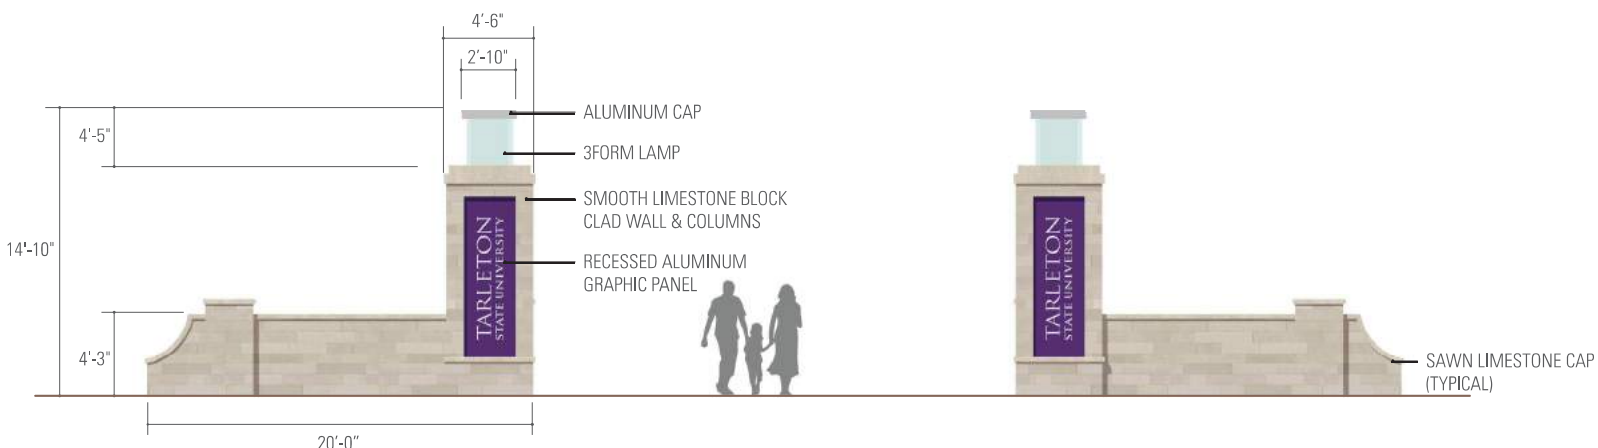 4'-6"
2'-10"
ALUMINUM CAP
4'-5"
3FORM LAMP
SMOOTH LIMESTONE BLOCK
CLAD WALL & COLUMNS
14'-10"
RECESSED ALUMINUM
GRAPHIC PANEL
TARLETON
STATE UNIVERSITY
TARLETON
STATE UNIVERSITY
4'-3"
SAWN LIMESTONE CAP
(TYPICAL)
20'-0"